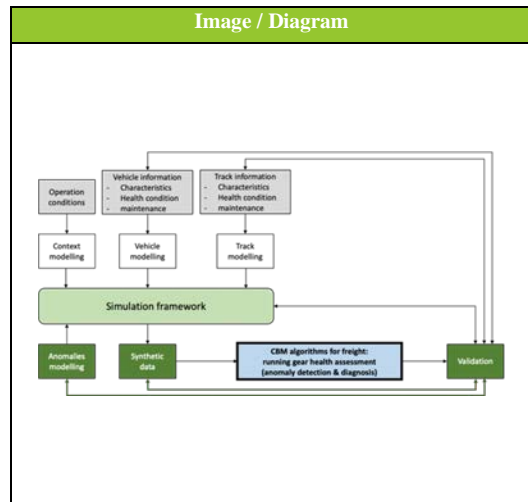 Image / Diagram
Vehicle information
- Characteristics
- Health condition
- maintenance
Track information
- Characteristics
- Health condition
- maintenance
Operation
conditions
Context
modelling
Vehicle
modelling
Track
modelling
Simulation framework
Anomalies
modelling
Synthetic
data
CBM algorithms for freight:
running gear health assessment
(anomaly detection & diagnosis)
Validation